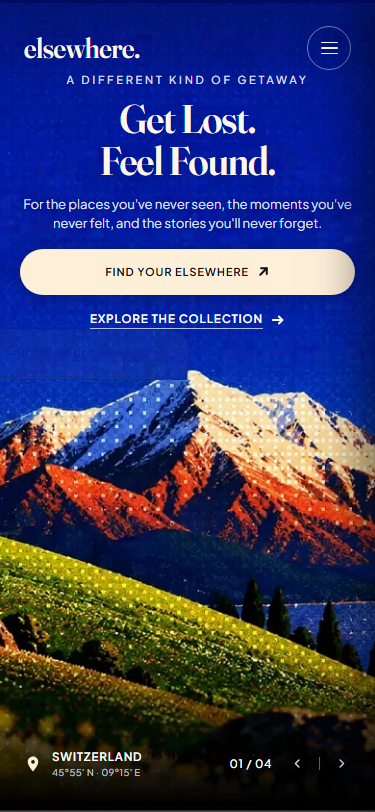 elsewhere.
A DIFFERENT KIND OF GETAWAY
Get Lost.
Feel Found.
For the places you've never seen, the moments you've
never felt, and the stories you'll never forget.
FIND YOUR ELSEWHERE
EXPLORE THE COLLECTION
SWITZERLAND
45°55' N · 09°15' E
01 / 04